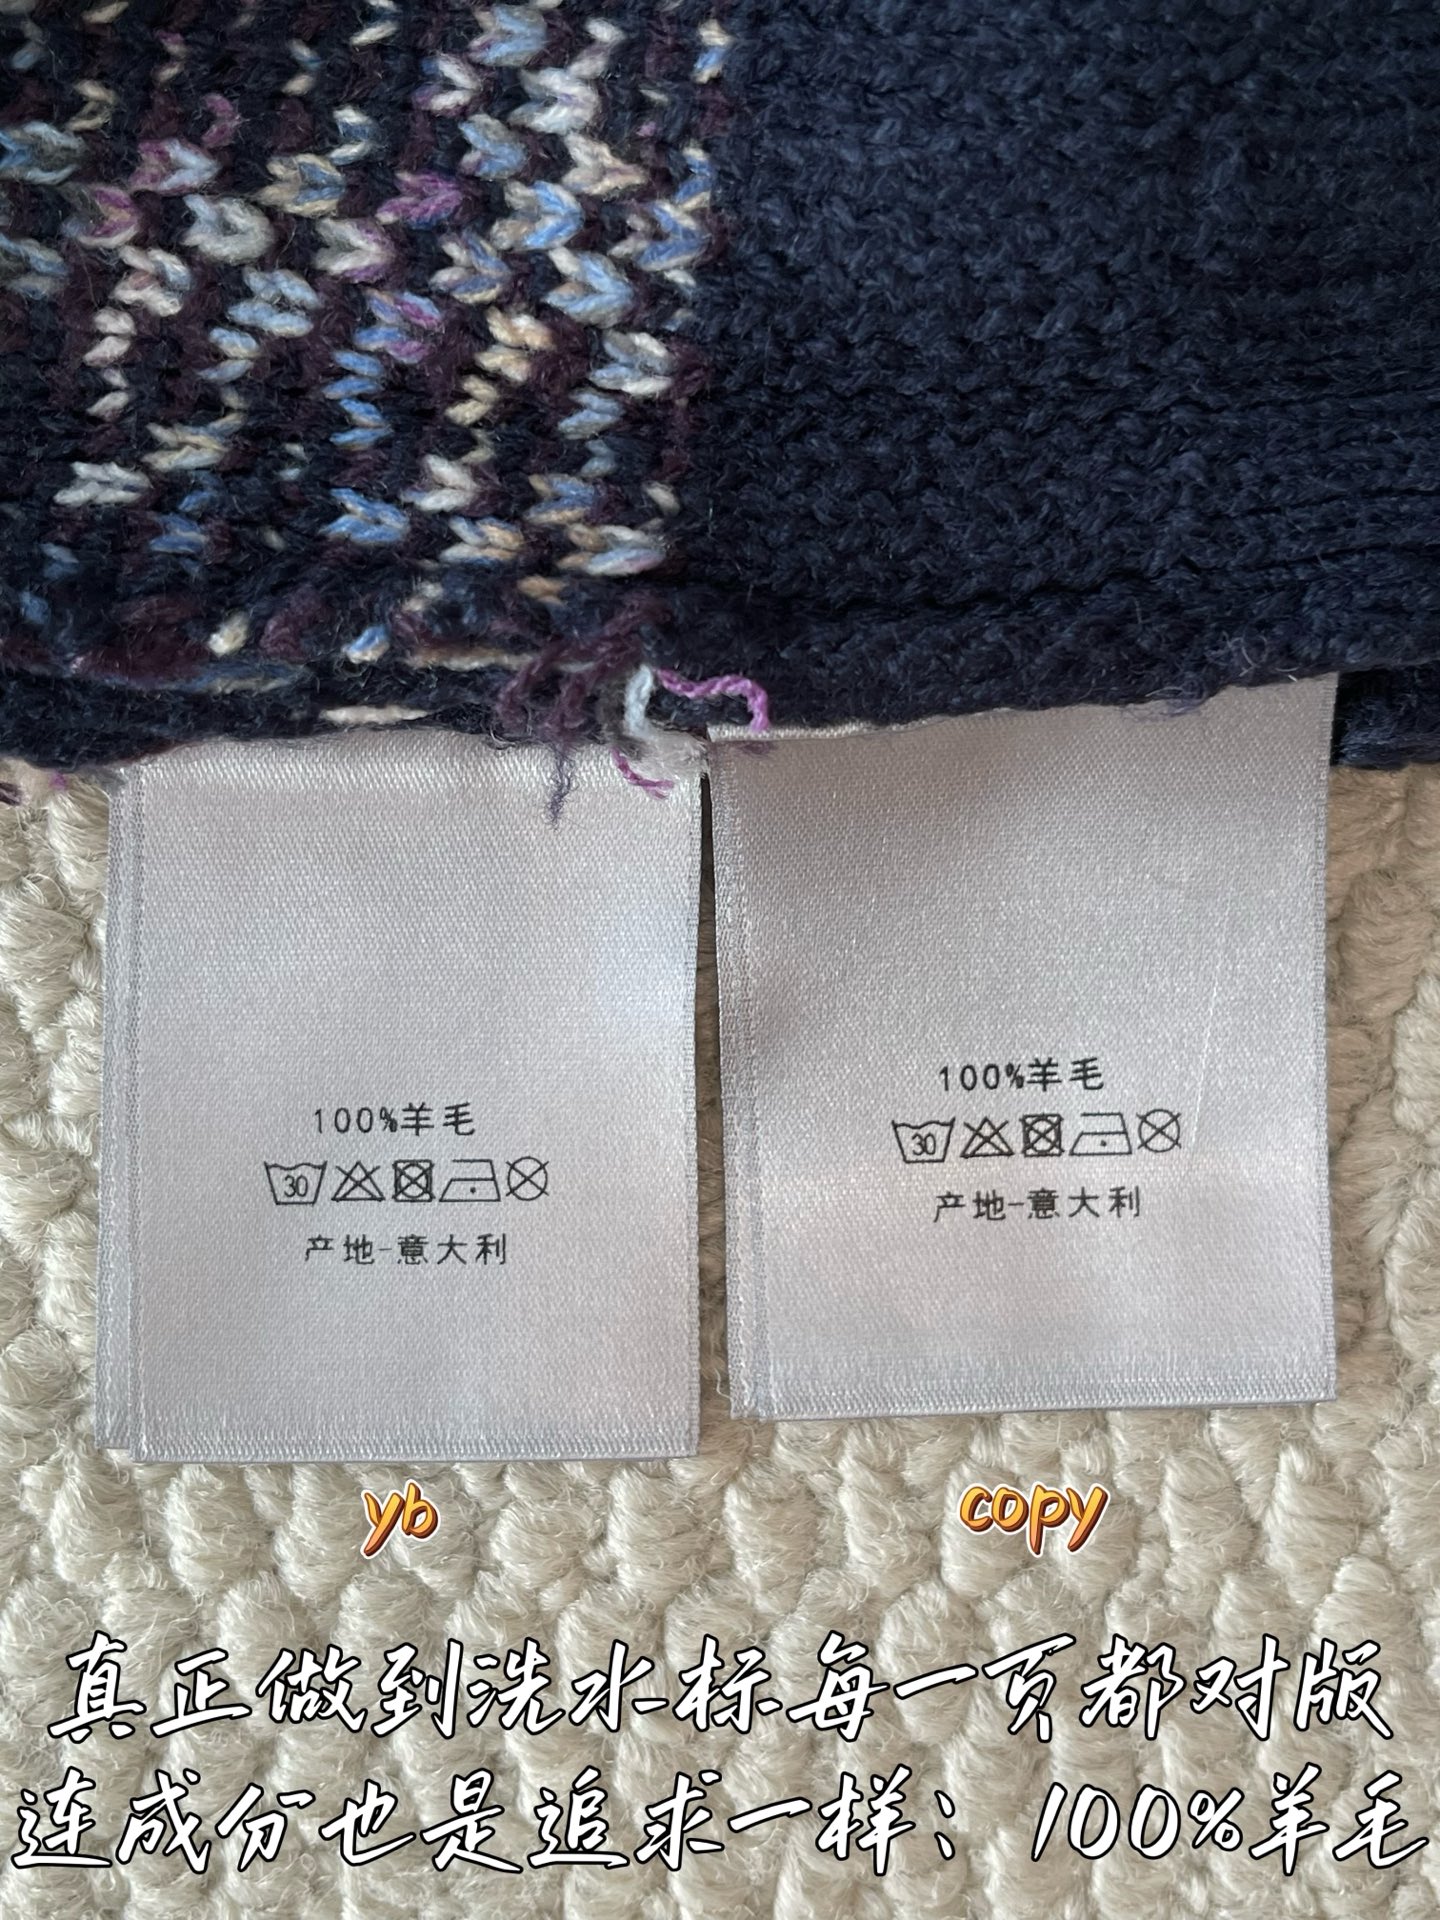 100%羊毛
30
产地-意大利
100%羊毛
30
产地-意大利
yb
copy
真正做到洗水标每一页都对版
连成分也是追求一样：100%羊毛